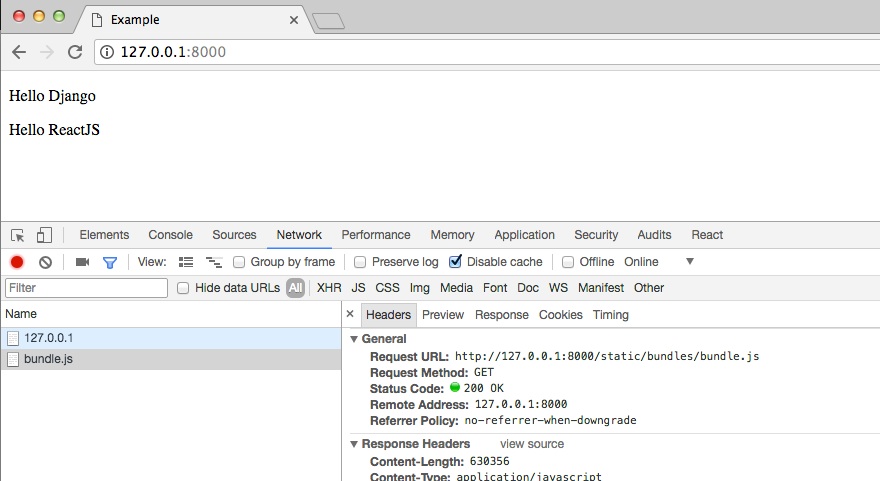 Example
127.0.0.1:8000
Hello Django
Hello ReactJS
Elements Console Sources Network Performance Memory Application Security Audits React
View: Group by frame Preserve log Disable cache Offline Online
Filter Hide data URLs All XHR JS CSS Img Media Font Doc WS Manifest Other
Name
127.0.0.1
bundle.js
Headers Preview Response Cookies Timing
General
Request URL: http://127.0.0.1:8000/static/bundles/bundle.js
Request Method: GET
Status Code: 200 OK
Remote Address: 127.0.0.1:8000
Referrer Policy: no-referrer-when-downgrade
Response Headers view source
Content-Length: 630356
Content-Type: application/javascript